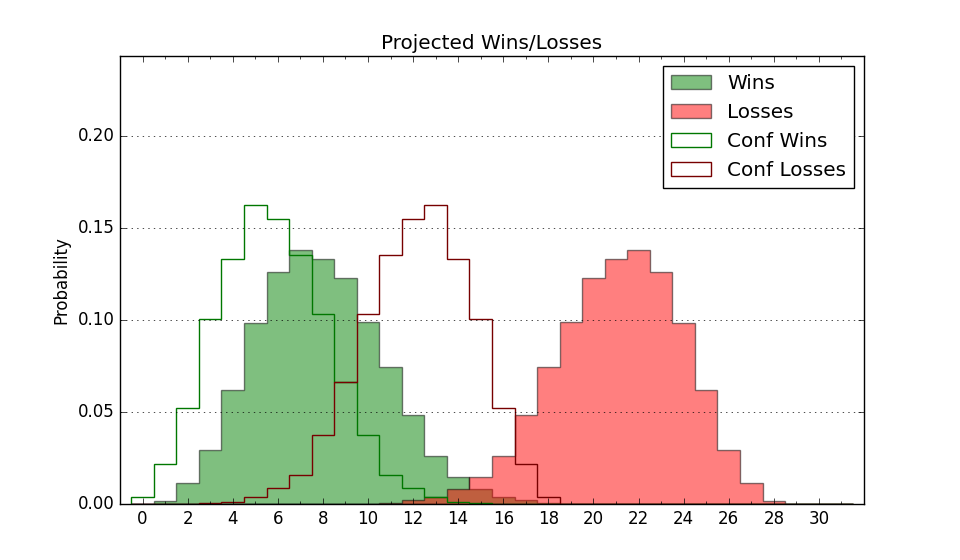 Projected Wins/Losses
Wins
Losses
Conf Wins
Conf Losses
Probability
0.20
0.15
0.10
0.05
0.00
0 2 4 6 8 10 12 14 16 18 20 22 24 26 28 30